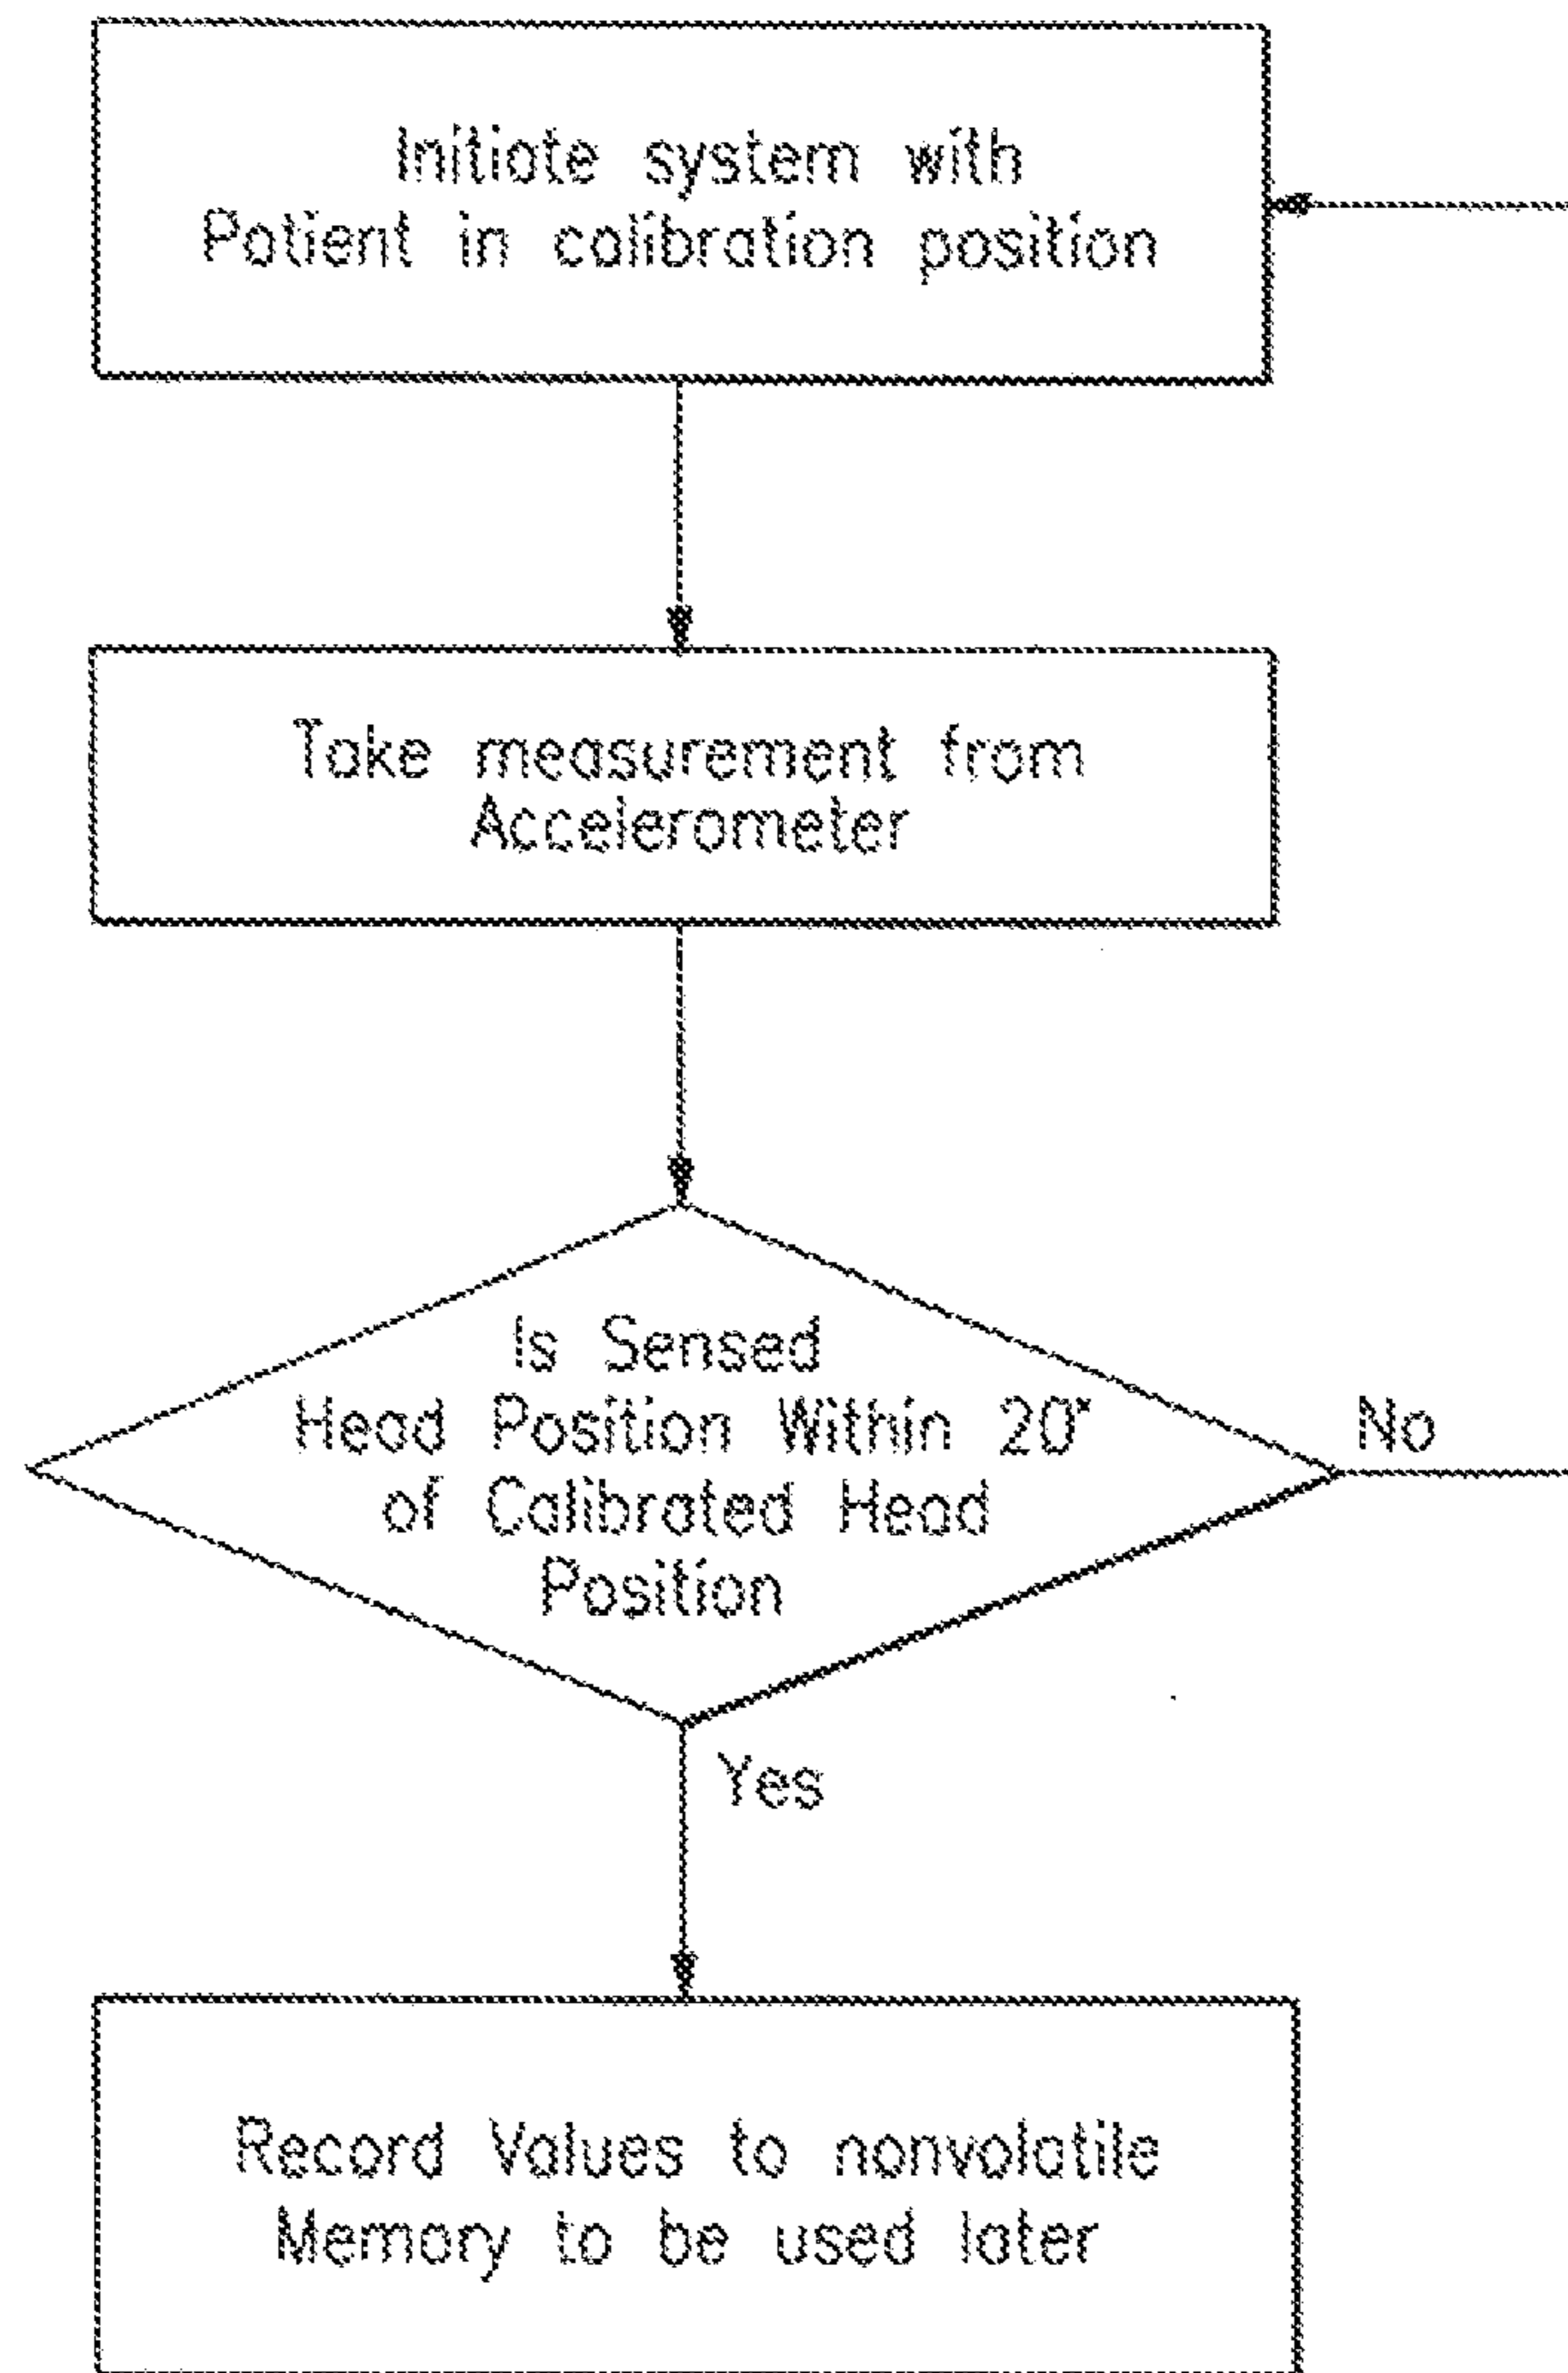 Initiate system with
Patient in calibration position
Take measurement from
Accelerometer
Is Sensed
Head Position Within 20°
of Calibrated Head
Position
No
Yes
Record Values to nonvolatile
Memory to be used later